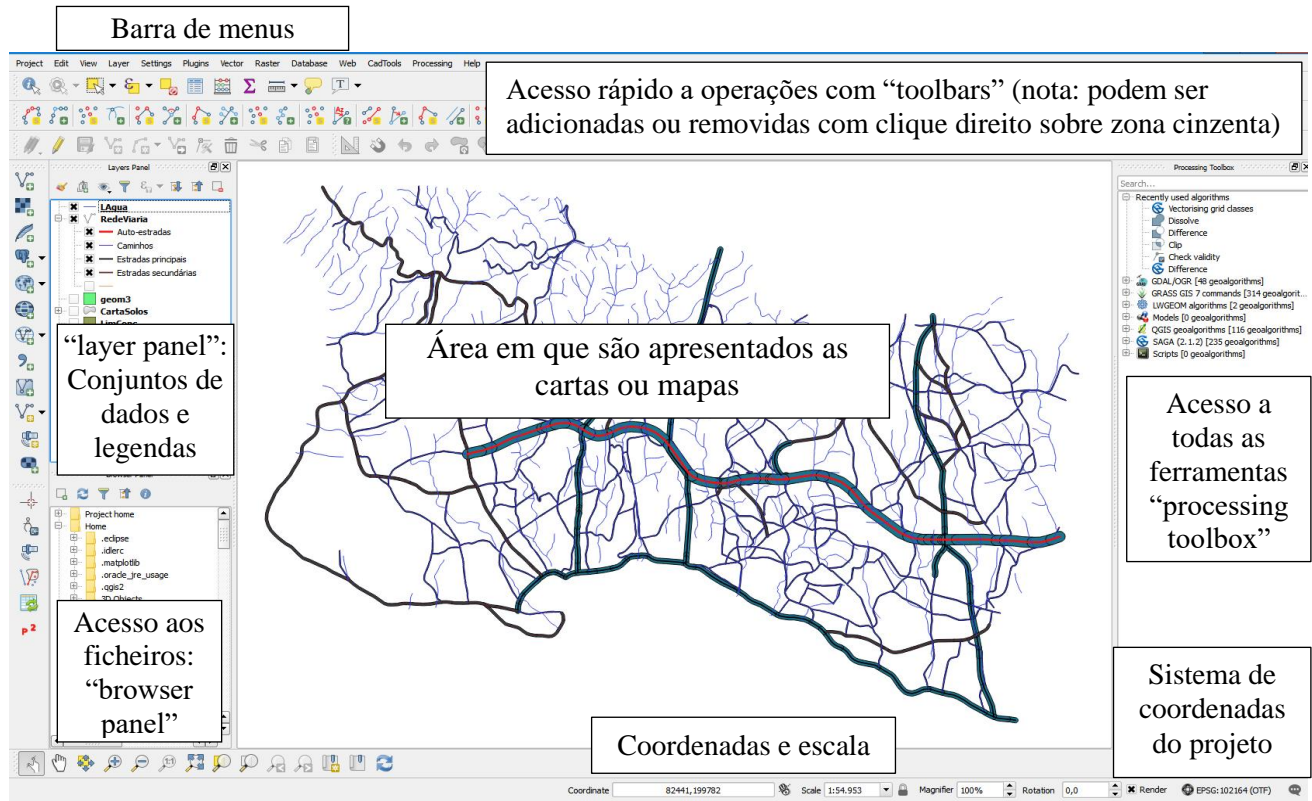 Barra de menus
Project Edit View Layer Settings Plugins Vector Raster Database Web CadTools Processing Help
Acesso rápido a operações com “toolbars” (nota: podem ser
adicionadas ou removidas com clique direito sobre zona cinzenta)
Layers Panel
LAqua
RedeViaria
Auto-estradas
Caminhos
Estradas principais
Estradas secundárias
geom3
CartaSolos
“layer panel”:
Conjuntos de
dados e
legendas
Project home
Home
.eclipse
.idlerc
.matplotlib
.oracle_jre_usage
.qgis2
3D Objects
Acesso aos
ficheiros:
“browser
panel”
Área em que são apresentados as
cartas ou mapas
Processing Toolbox
Search...
Recently used algorithms
Vectorising grid classes
Dissolve
Difference
Clip
Check validity
Difference
GDAL/OGR [48 geoalgorithms]
GRASS GIS 7 commands [314 geoalgorit...
LWGEOM algorithms [2 geoalgorithms]
Models [0 geoalgorithms]
QGIS geoalgorithms [116 geoalgorithms]
SAGA (2.1.2) [235 geoalgorithms]
Scripts [0 geoalgorithms]
Acesso a
todas as
ferramentas
“processing
toolbox”
Sistema de
coordenadas
do projeto
Coordenadas e escala
Coordinate 82441,199782 Scale 1:54.953 Magnifier 100% Rotation 0,0 Render EPSG:102164 (OTF)